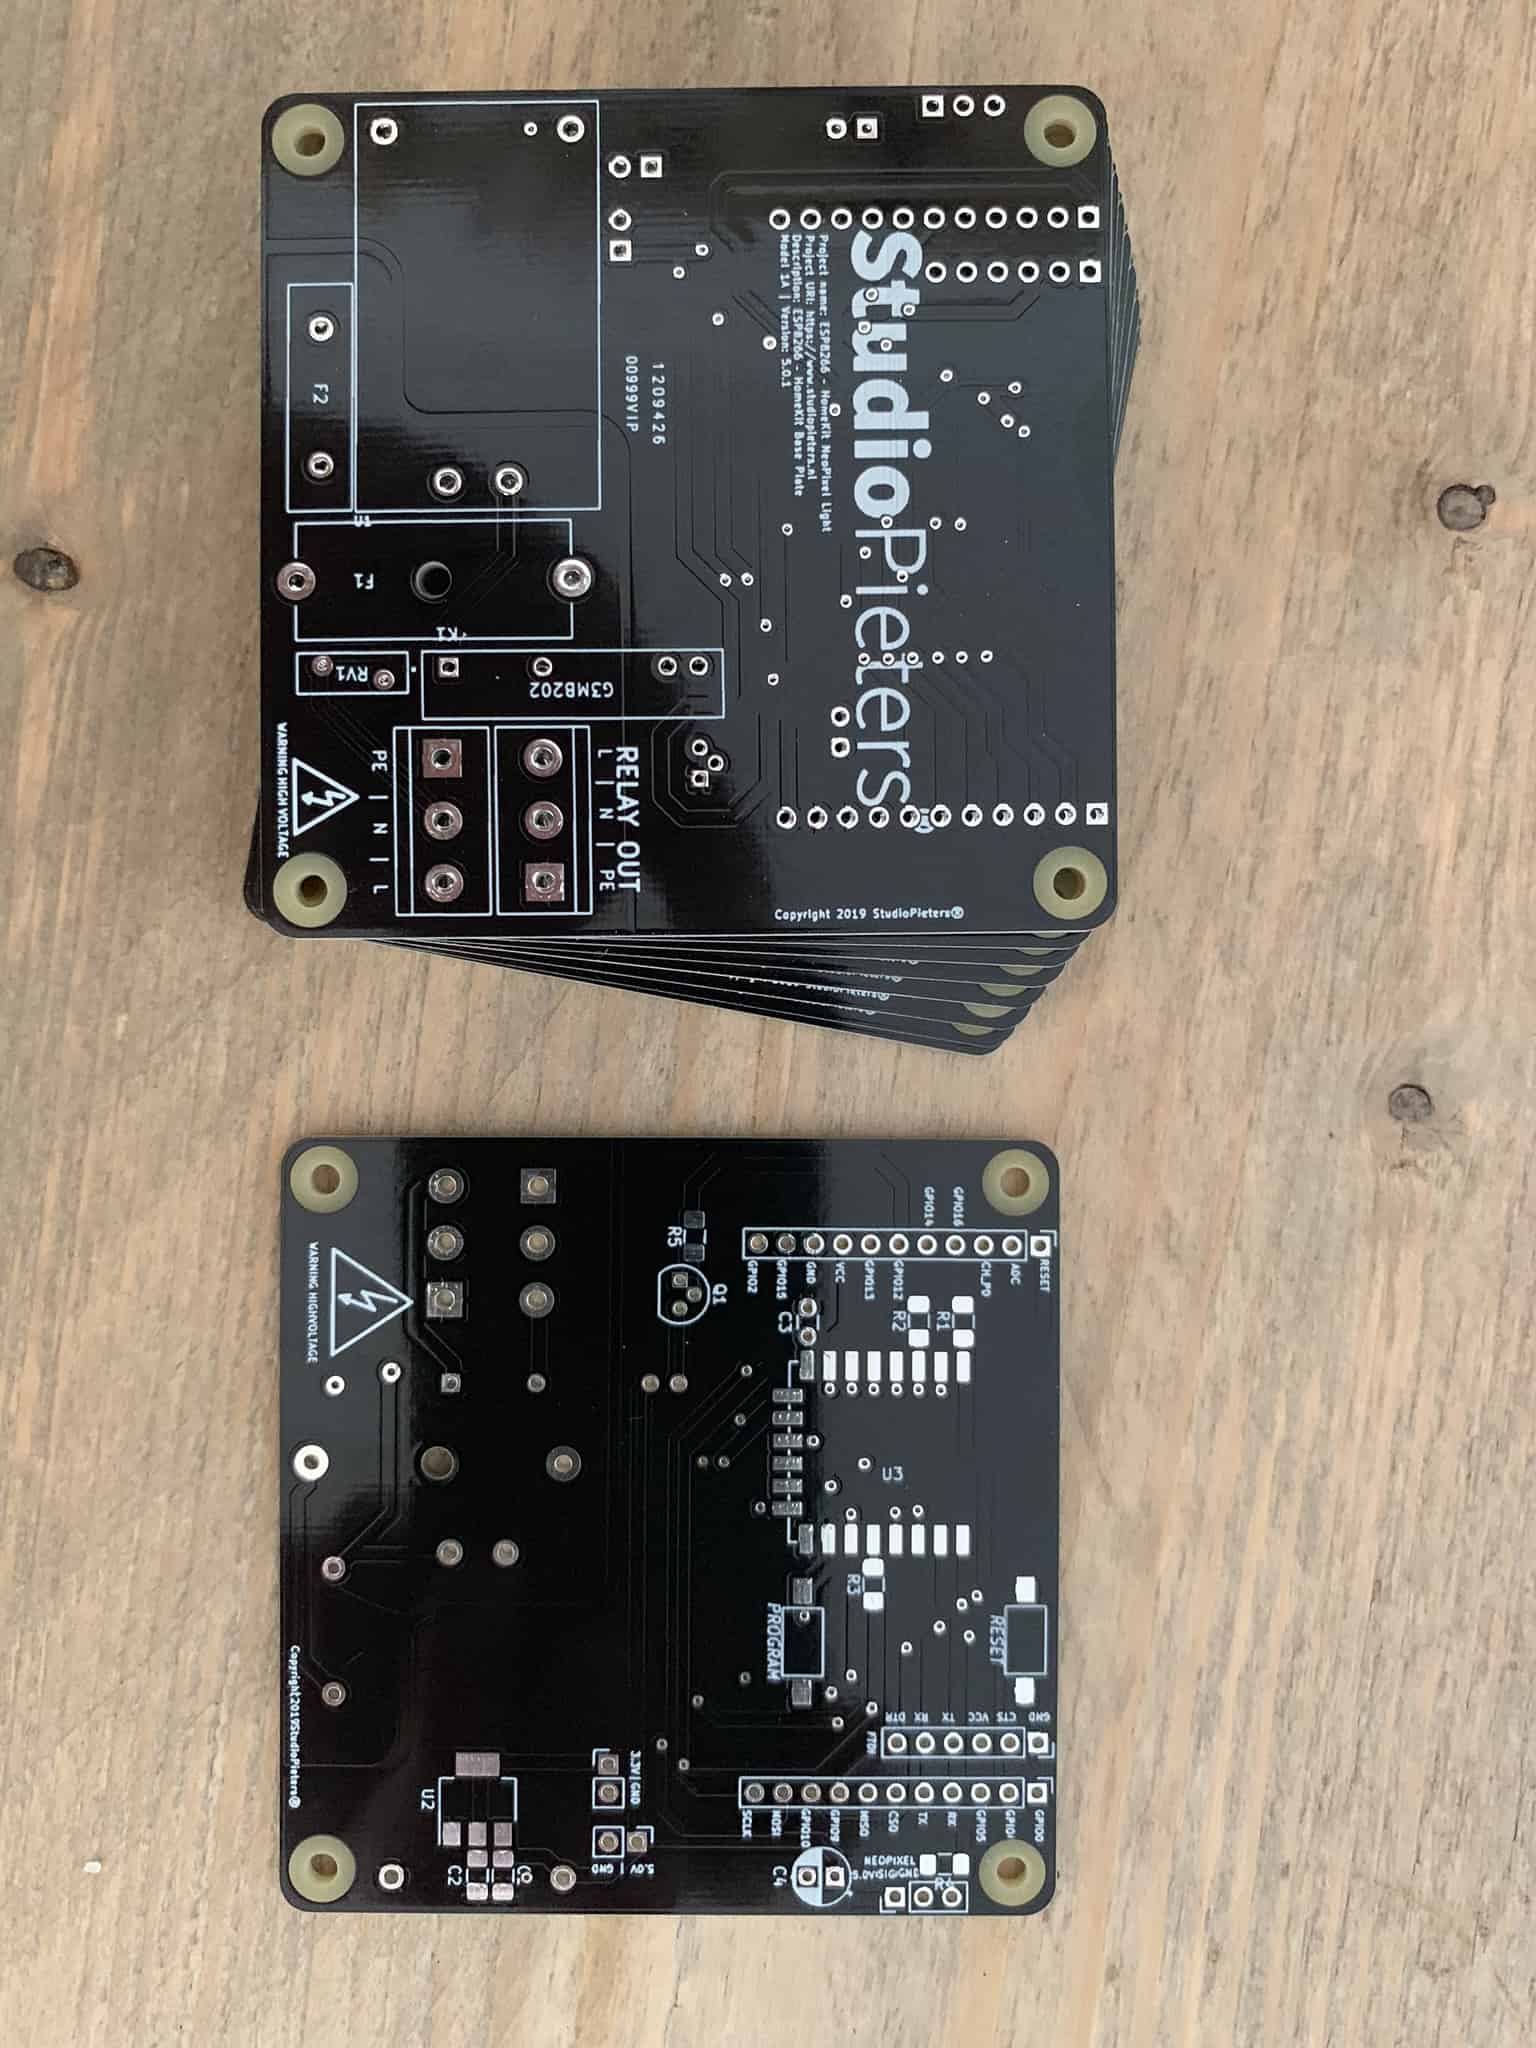 StudioPieters®
Project name: ESP8266 - HomeKit NeoPixel Light
Project URI: https://www.studiopieters.nl
Description: ESP8266 - HomeKit Base Plate
Model 1A | Version: 5.0.1
Copyright 2019 StudioPieters®
1209426
00999VIP
G3MB202
RELAY OUT
L | N | PE
K1
F1
RV1
F2
PE | N | L
WARNING HIGH VOLTAGE
RESET
ADC
CH_PD
GPIO16
GPIO14
GPIO12
GPIO13
VCC
GND
GPIO15
GPIO2
R1
R2
C3
U3
R3
RESET
PROGRAM
GND
CTS
VCC
TX
RX
DTR
FTDI
GPIO0
GPIO4
GPIO5
RX
TX
CSO
MISO
GPIO9
GPIO10
MOSI
SCLK
NEOPIXEL
C4
Q1
R5
3.3V | GND
5.0V | GND
C2
U2
WARNING HIGHVOLTAGE
Copyright2019StudioPieters®